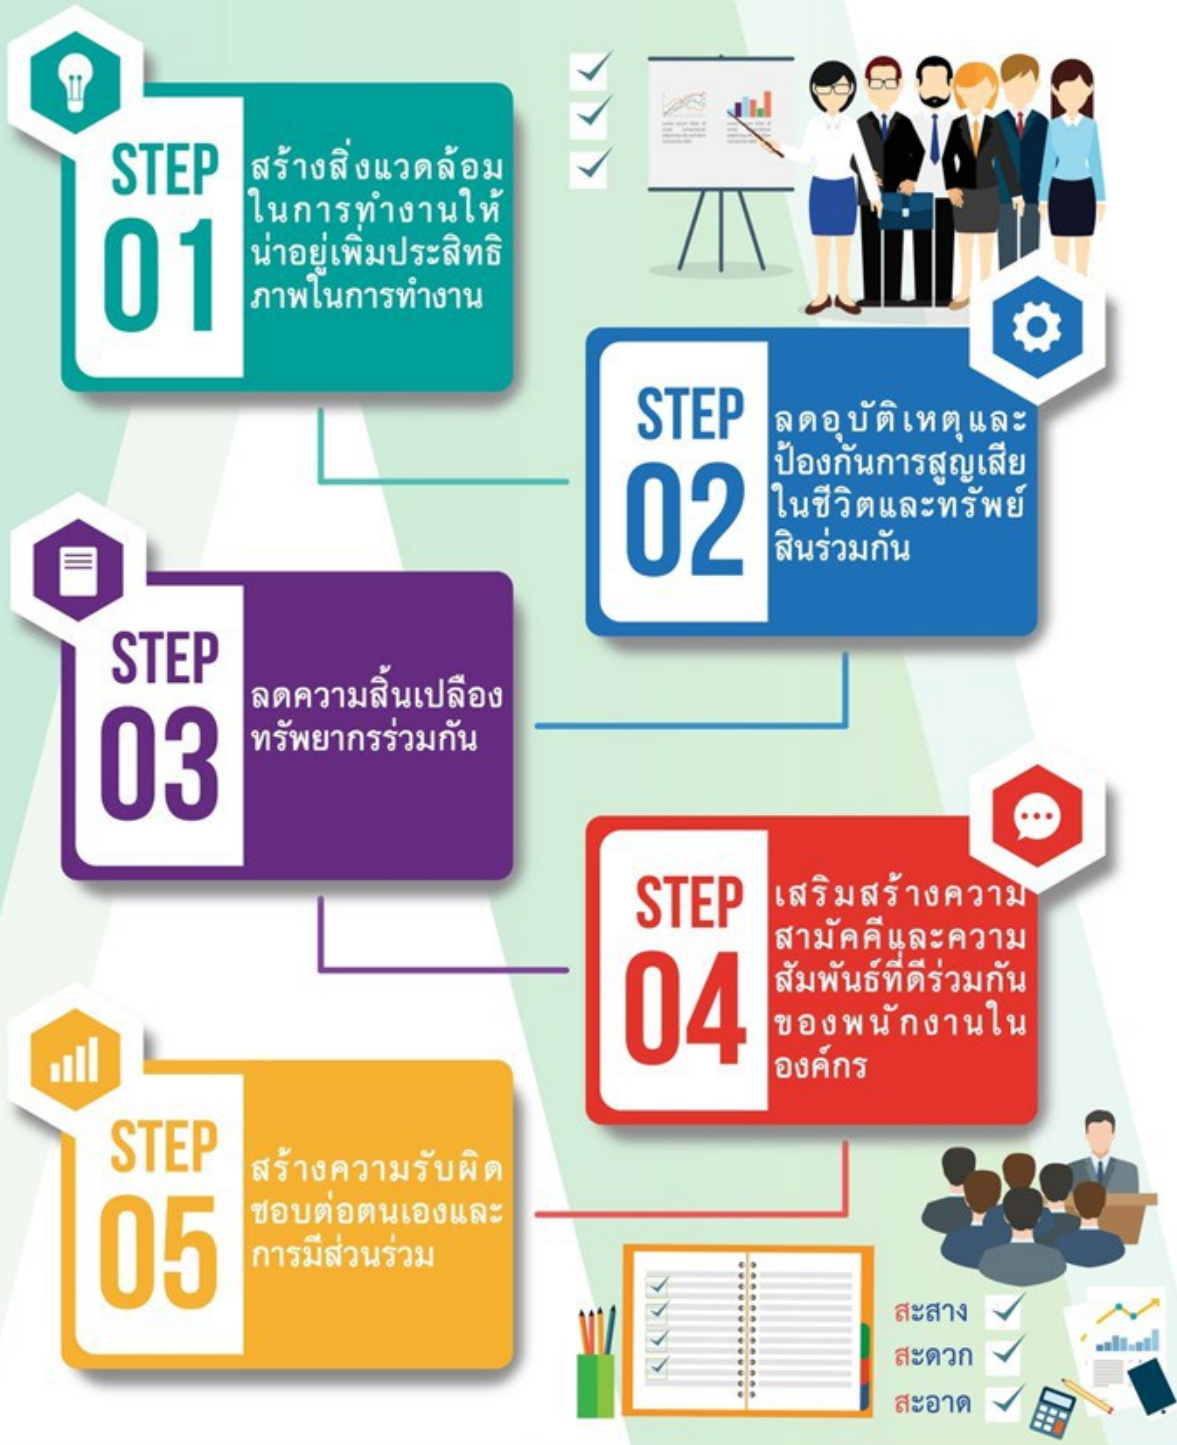 STEP
01
สร้างสิ่งแวดล้อม
ในการทำงานให้
น่าอยู่เพิ่มประสิทธิ
ภาพในการทำงาน
STEP
02
ลดอุบัติเหตุและ
ป้องกันการสูญเสีย
ในชีวิตและทรัพย์
สินร่วมกัน
STEP
03
ลดความสิ้นเปลือง
ทรัพยากรร่วมกัน
STEP
04
เสริมสร้างความ
สามัคคีและความ
สัมพันธ์ที่ดีร่วมกัน
ของพนักงานใน
องค์กร
STEP
05
สร้างความรับผิด
ชอบต่อตนเองและ
การมีส่วนร่วม
สะสาง
สะดวก
สะอาด